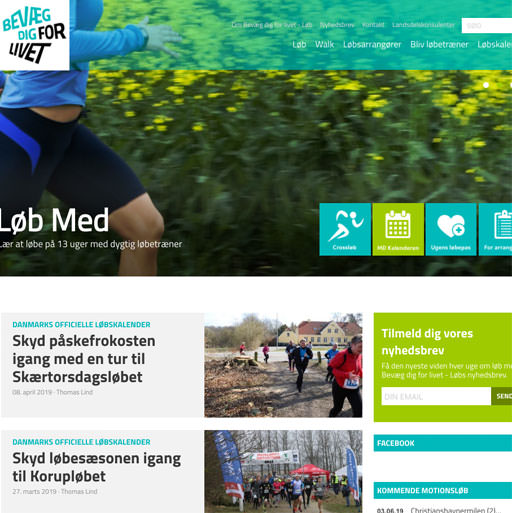 BEVÆG
DIG FOR
LIVET
Om Bevæg dig for livet - Løb Nyhedsbrev Kontakt Landsdelskonsulenter
SØG
Løb Walk Løbsarrangører Bliv løbetræner Løbskale
Løb Med
Lær at løbe på 13 uger med dygtig løbetræner
Crossløb
MD Kalenderen
Ugens løbepas
For arrang
DANMARKS OFFICIELLE LØBSKALENDER
Skyd påskefrokosten
igang med en tur til
Skærtorsdagsløbet
08. april 2019 · Thomas Lind
DANMARKS OFFICIELLE LØBSKALENDER
Skyd løbesæsonen igang
til Korupløbet
27. marts 2019 · Thomas Lind
Tilmeld dig vores
nyhedsbrev
Få den nyeste viden hver uge om løb m
Bevæg dig for livet - Løbs nyhedsbrev
DIN EMAIL
SEND
FACEBOOK
KOMMENDE MOTIONSLØB
03.06.19 Christianshavnermilen (2)...